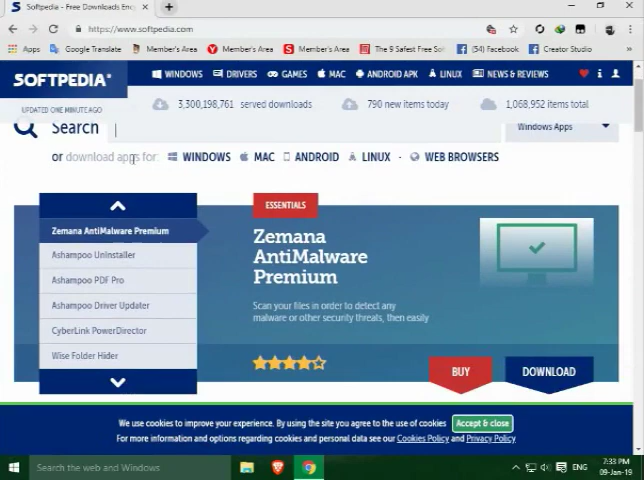 Softpedia - Free Downloads Enc
https://www.softpedia.com
Apps
Google Translate
Member's Area
Member's Area
Member's Area
The 9 Safest Free So
(54) Facebook
Creator Studio
SOFTPEDIA®
WINDOWS
DRIVERS
GAMES
MAC
ANDROID APK
LINUX
NEWS & REVIEWS
UPDATED ONE MINUTE AGO
3,300,198,761 served downloads
790 new items today
1,068,952 items total
Search
Windows Apps
or download apps for:
WINDOWS
MAC
ANDROID
LINUX
-
WEB BROWSERS
Zemana AntiMalware Premium
Ashampoo Uninstaller
Ashampoo PDF Pro
Ashampoo Driver Updater
CyberLink PowerDirector
Wise Folder Hider
ESSENTIALS
Zemana
AntiMalware
Premium
Scan your files in order to detect any
malware or other security threats, then easily
BUY
DOWNLOAD
We use cookies to improve your experience. By using the site you agree to the use of cookies
Accept & close
For more information and options regarding cookies and personal data see our Cookies Policy and Privacy Policy
Search the web and Windows
ENG
7:33 PM
09-Jan-19